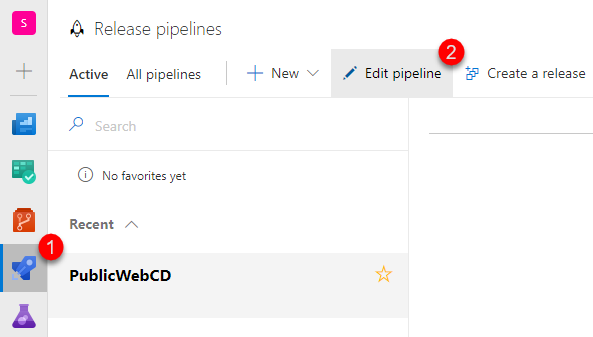 S
Release pipelines
Active All pipelines New Edit pipeline 2 Create a release
Search
No favorites yet
Recent
1
PublicWebCD